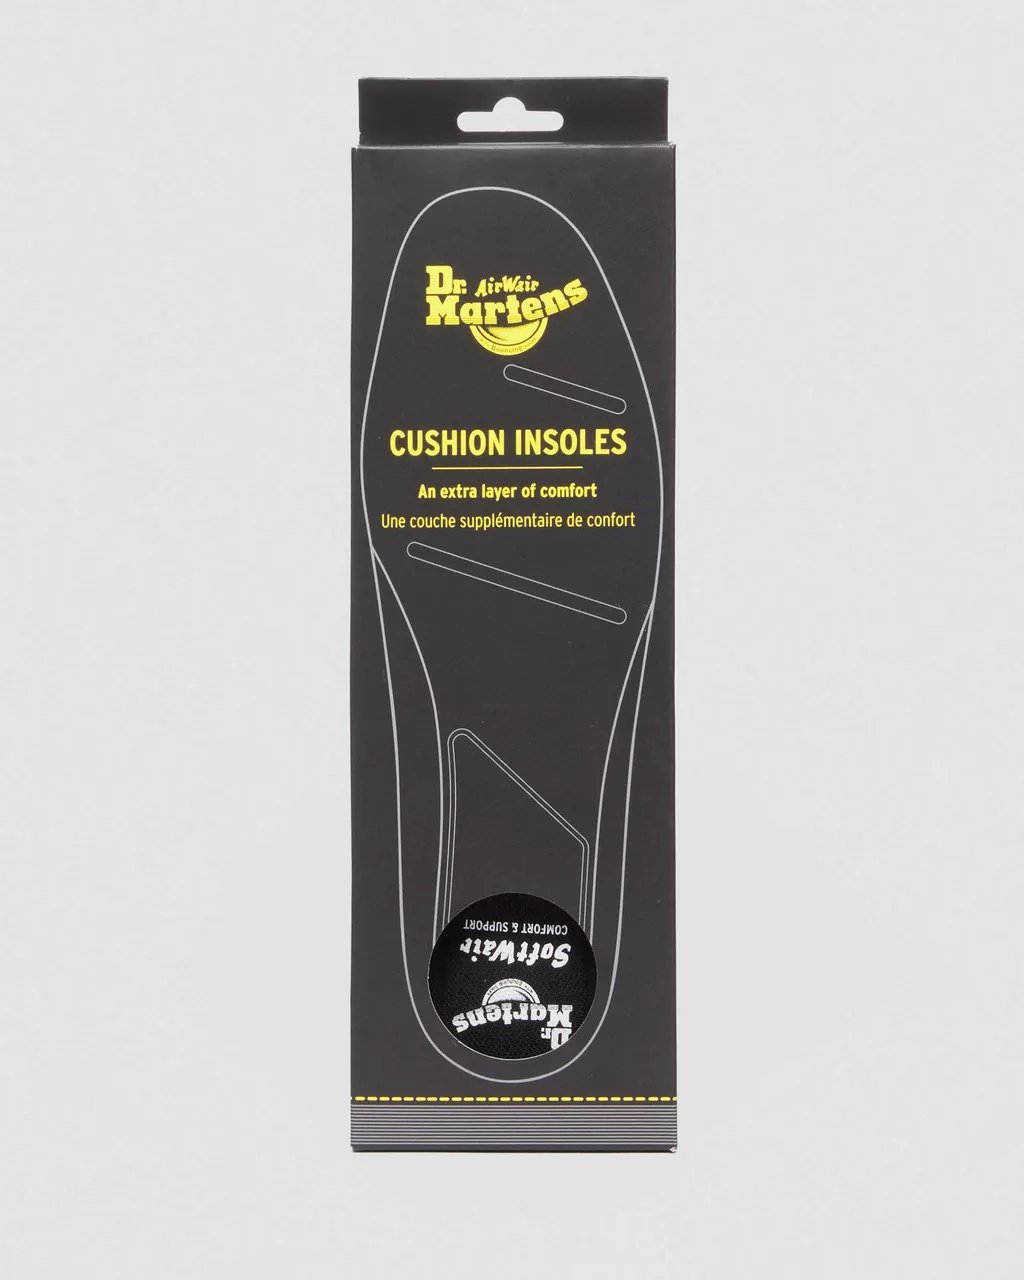 Dr. AirWair
Martens
Bouncing
CUSHION INSOLES
An extra layer of comfort
Une couche supplémentaire de confort
COMFORT & SUPPORT
SoftWair
Martens
Dr.